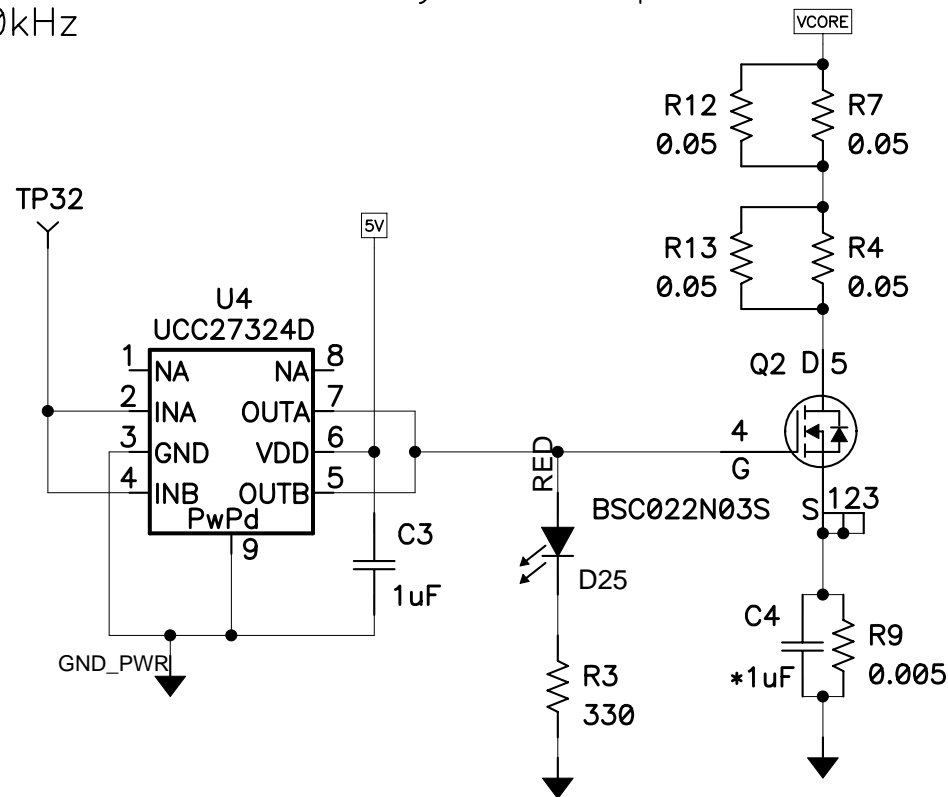 0kHz
VCORE
R12
0.05
R7
0.05
TP32
5V
R13
0.05
R4
0.05
U4
UCC27324D
1
NA
NA
8
2
INA
OUTA
7
3
GND
VDD
6
4
INB
OUTB
5
PwPd
9
Q2
D
5
4
G
RED
BSC022N03S
S
123
C3
1uF
D25
GND_PWR
R3
330
C4
*1uF
R9
0.005